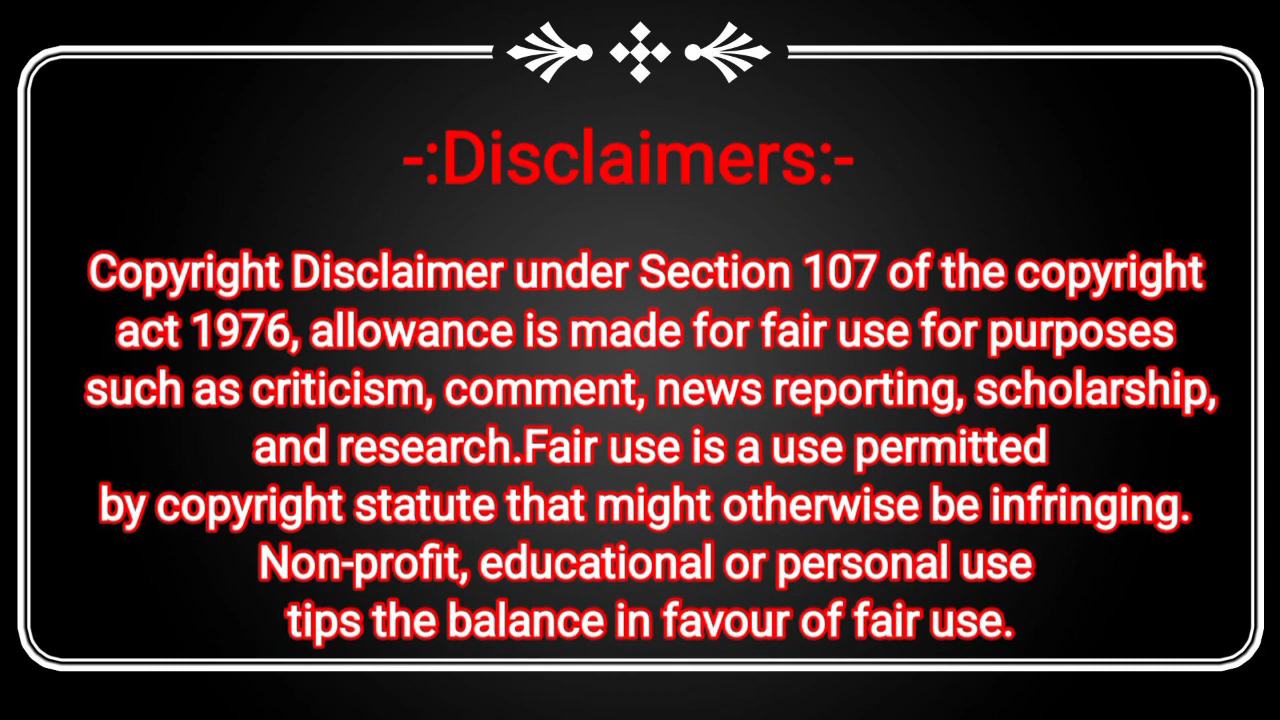 -:Disclaimers:-
Copyright Disclaimer under Section 107 of the copyright
act 1976, allowance is made for fair use for purposes
such as criticism, comment, news reporting, scholarship,
and research.Fair use is a use permitted
by copyright statute that might otherwise be infringing.
Non-profit, educational or personal use
tips the balance in favour of fair use.